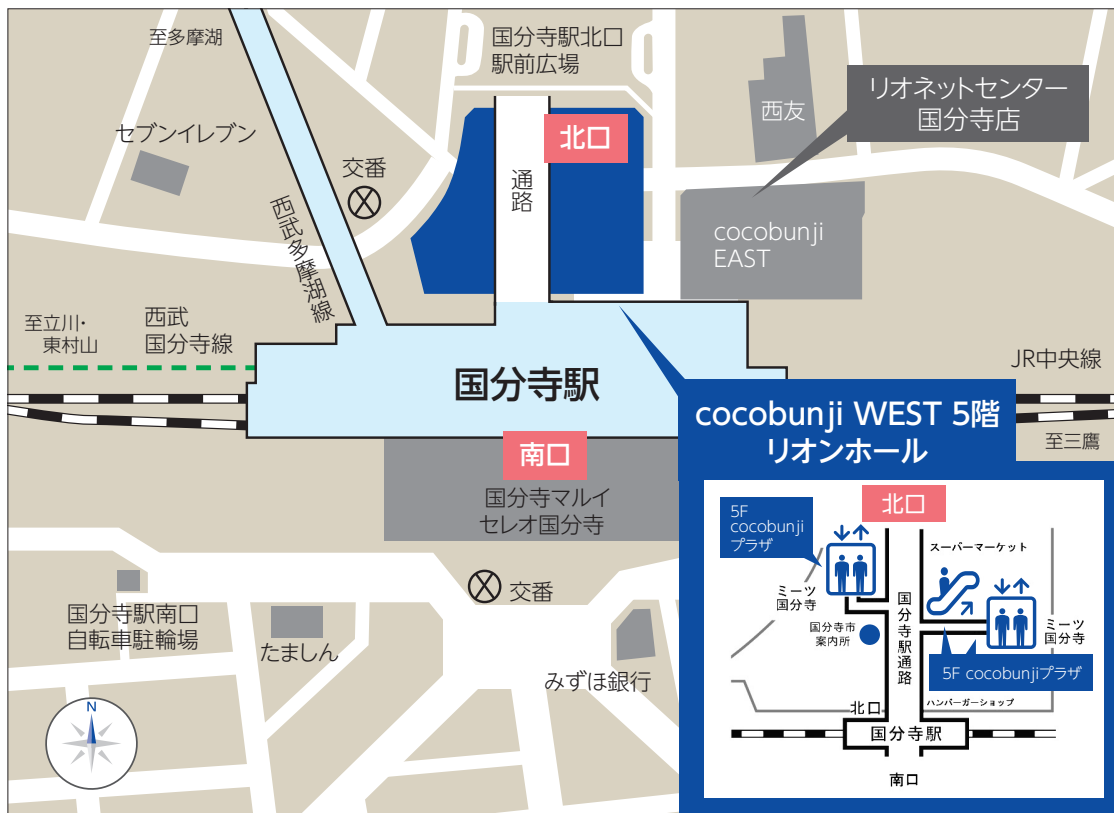 至多摩湖
国分寺駅北口
駅前広場
西友
リオネットセンター
国分寺店
セブンイレブン
交番
北口
通路
西武多摩湖線
cocobunji
EAST
至立川・
東村山
西武
国分寺線
国分寺駅
JR中央線
至三鷹
cocobunji WEST 5階
リオンホール
南口
国分寺マルイ
セレオ国分寺
交番
国分寺駅南口
自転車駐輪場
たましん
みずほ銀行
N
北口
5F
cocobunji
プラザ
スーパーマーケット
ミーツ
国分寺
国分寺市
案内所
国分寺駅通路
ミーツ
国分寺
5F cocobunjiプラザ
ハンバーガーショップ
北口
国分寺駅
南口